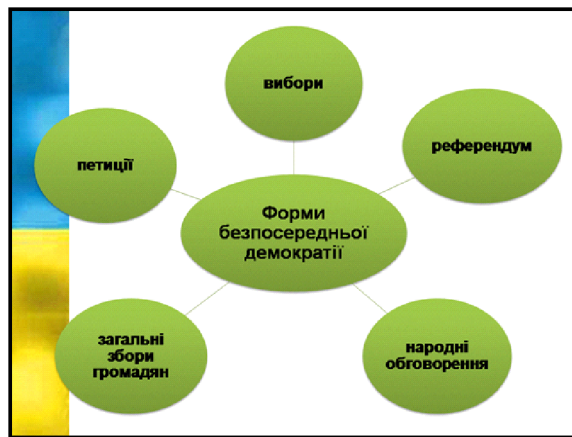 вибори
референдум
петиції
Форми
безпосередньої
демократії
загальні
збори
громадян
народні
обговорення